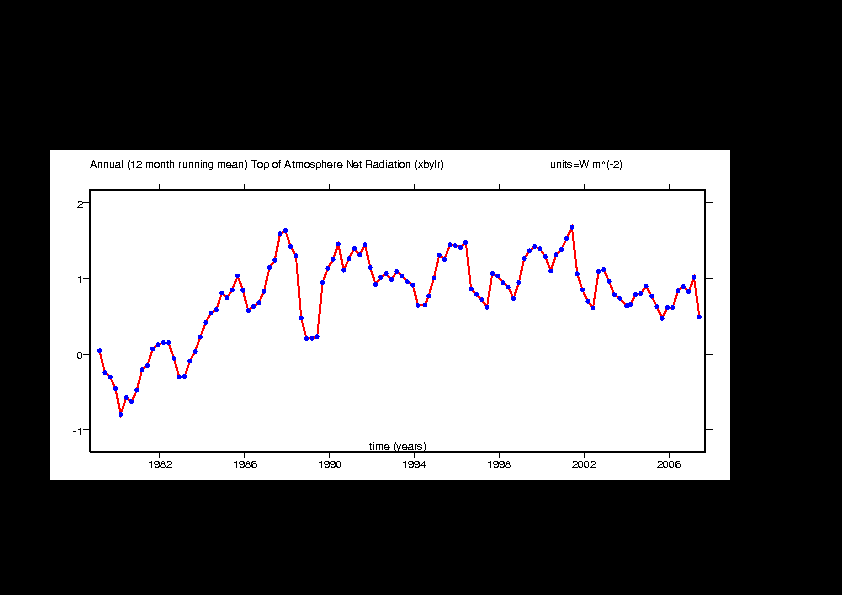 Annual (12 month running mean) Top of Atmosphere Net Radiation (xbylr) units=W m^(-2)
2
1
0
-1
time (years)
1982 1986 1990 1994 1998 2002 2006